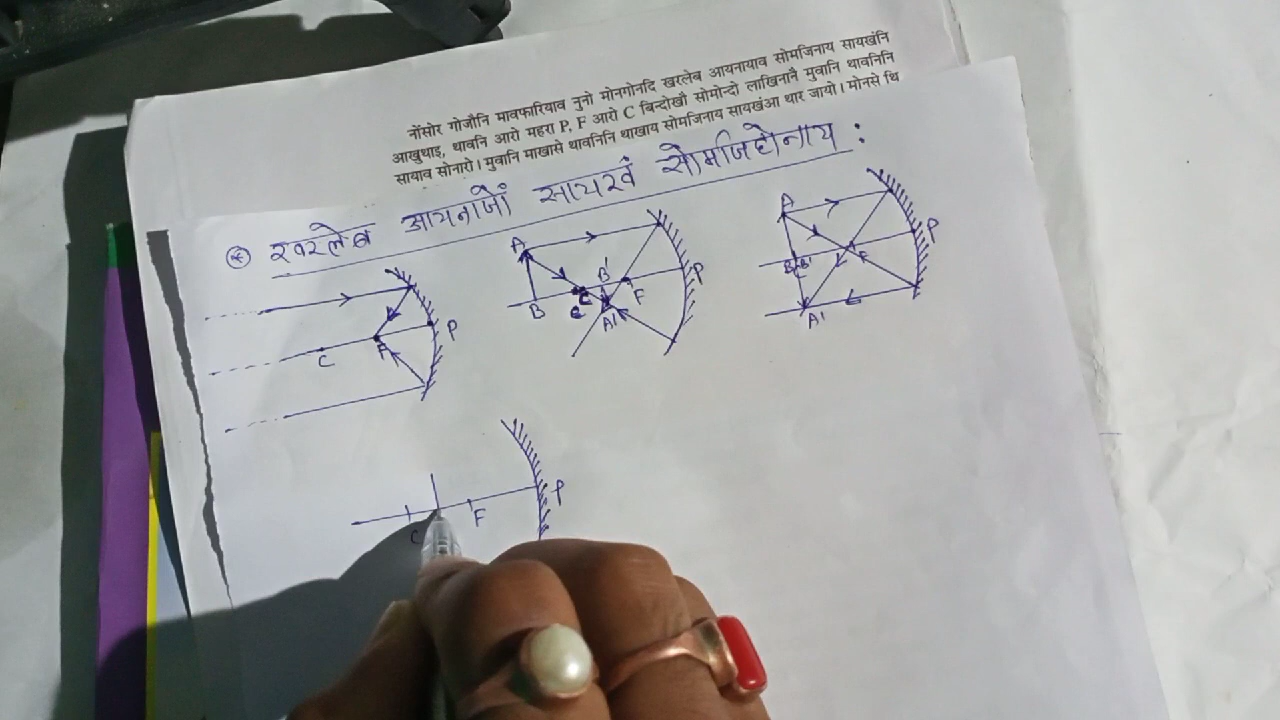 नोंसोर गोजौनि मावफारियाव नुनो मोनगोनदि खरलेब आयनायाव सोमजिनाय सायखंनि
आखुथाइ, थावनि आरो महरा P, F आरो C बिन्दोखौ सोमोन्दो लाखिनानै मुवानि थावनिनि
सायाव सोनारो। मुवानि माखासे थावनिनि थाखाय सोमजिनाय सायखंआ थार जायो। मोनसे थि
* खरलेब आयनाजों सायखं सोमजिहोनाय :
A P
A B' P
B C F
A'
C F P
B B' C F
A'
P
C F